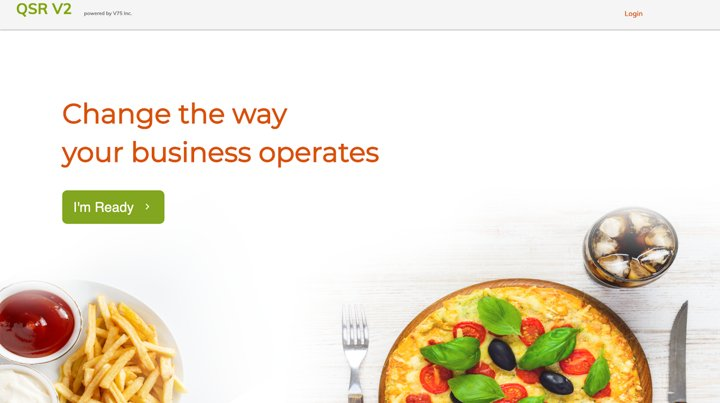 QSR V2 powered by V75 Inc.
Login
Change the way
your business operates
I'm Ready